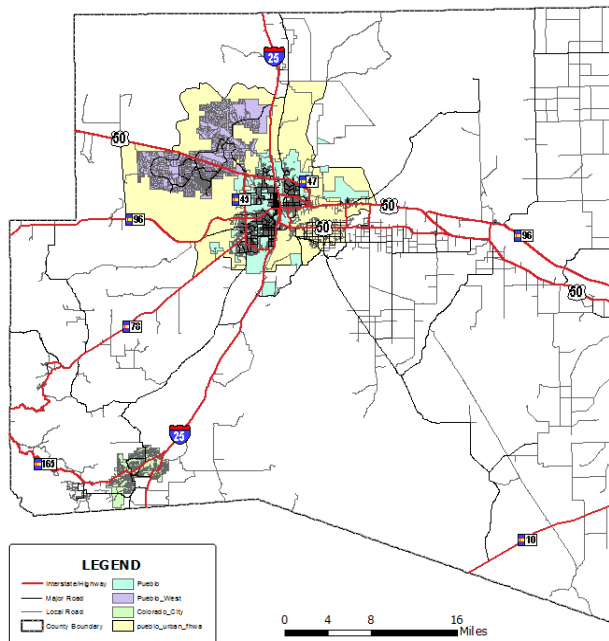 25
50
47
45
96
50
50
96
50
78
25
165
10
LEGEND
Interstate/Highway
Pueblo
Major Road
Pueblo_West
Local Road
Colorado_City
County Boundary
pueblo_urban_fhwa
0 4 8 16
Miles